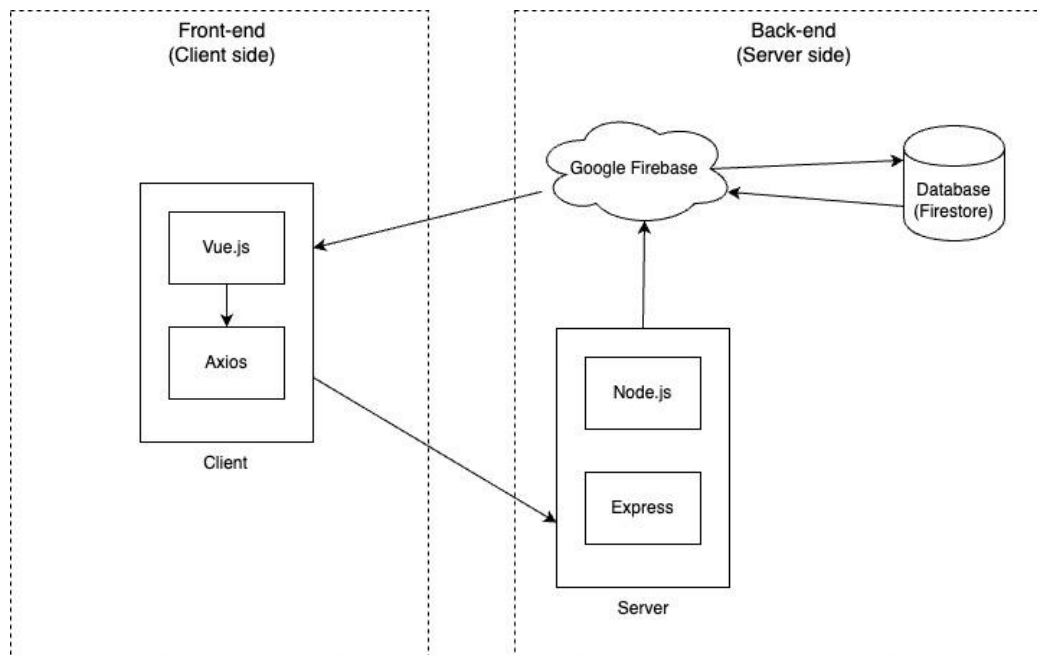 Front-end
(Client side)
Back-end
(Server side)
Google Firebase
Database
(Firestore)
Vue.js
Axios
Client
Node.js
Express
Server